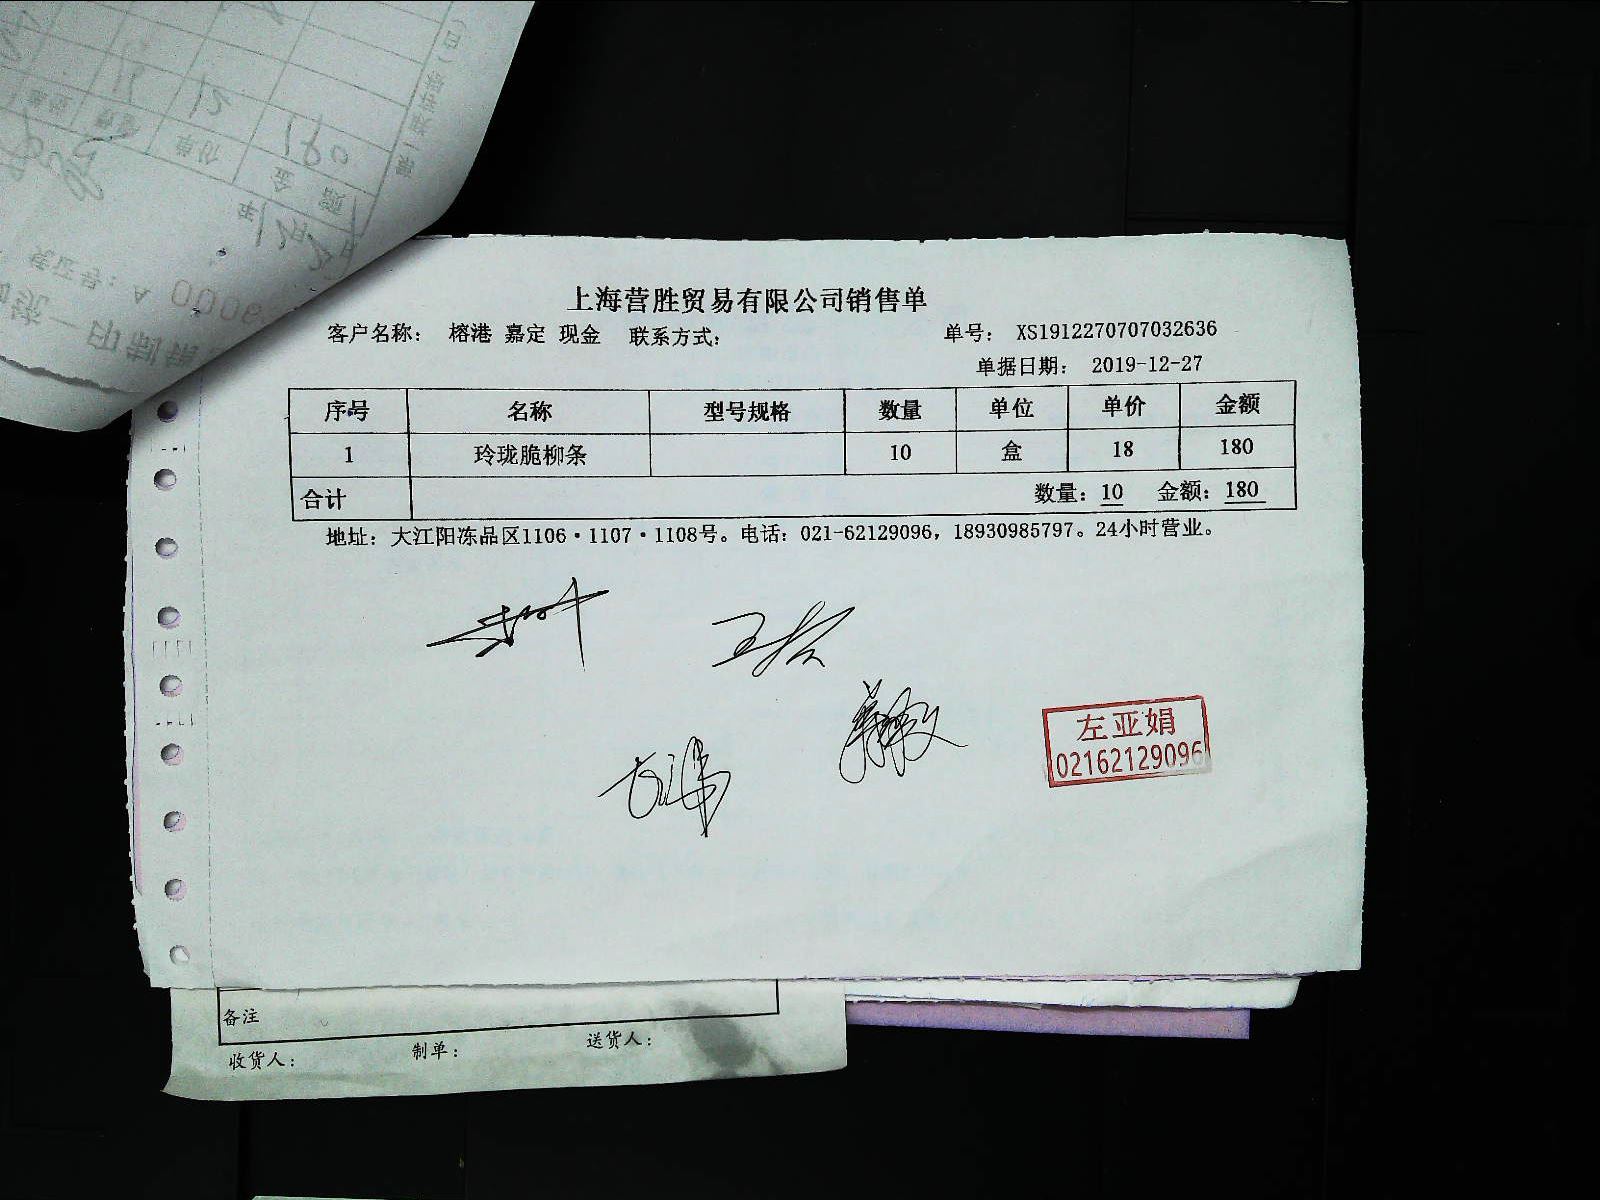 上海营胜贸易有限公司销售单
客户名称： 榕港 嘉定 现金 联系方式： 单号： XS1912270707032636
单据日期： 2019-12-27
序号 名称 型号规格 数量 单位 单价 金额
1 玲珑脆柳条 10 盒 18 180
合计 数量：10 金额：180
地址：大江阳冻品区1106·1107·1108号。电话：021-62129096，18930985797。24小时营业。
左亚娟
02162129096
备注
收货人： 制单： 送货人：